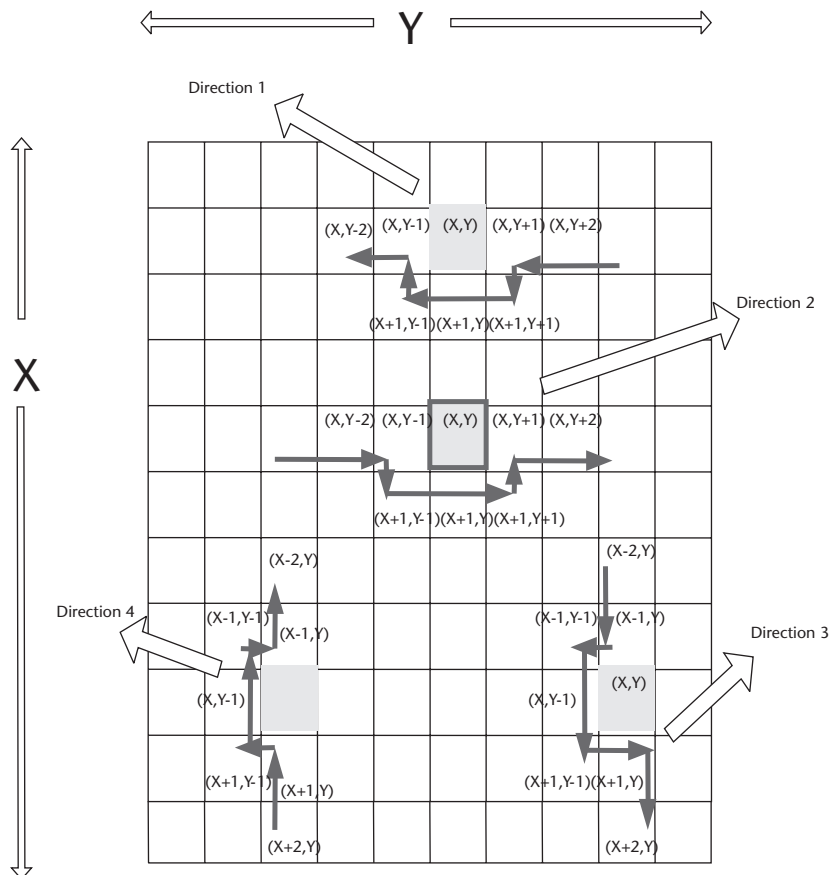 Y
Direction 1
(X,Y-2) (X,Y-1) (X,Y) (X,Y+1) (X,Y+2)
(X+1,Y-1)(X+1,Y)(X+1,Y+1)
Direction 2
X
(X,Y-2) (X,Y-1) (X,Y) (X,Y+1) (X,Y+2)
(X+1,Y-1)(X+1,Y)(X+1,Y+1)
(X-2,Y) (X-2,Y)
Direction 4
(X-1,Y-1) (X-1,Y) (X-1,Y-1) (X-1,Y)
Direction 3
(X,Y-1) (X,Y-1) (X,Y)
(X+1,Y-1) (X+1,Y) (X+1,Y-1)(X+1,Y)
(X+2,Y) (X+2,Y)